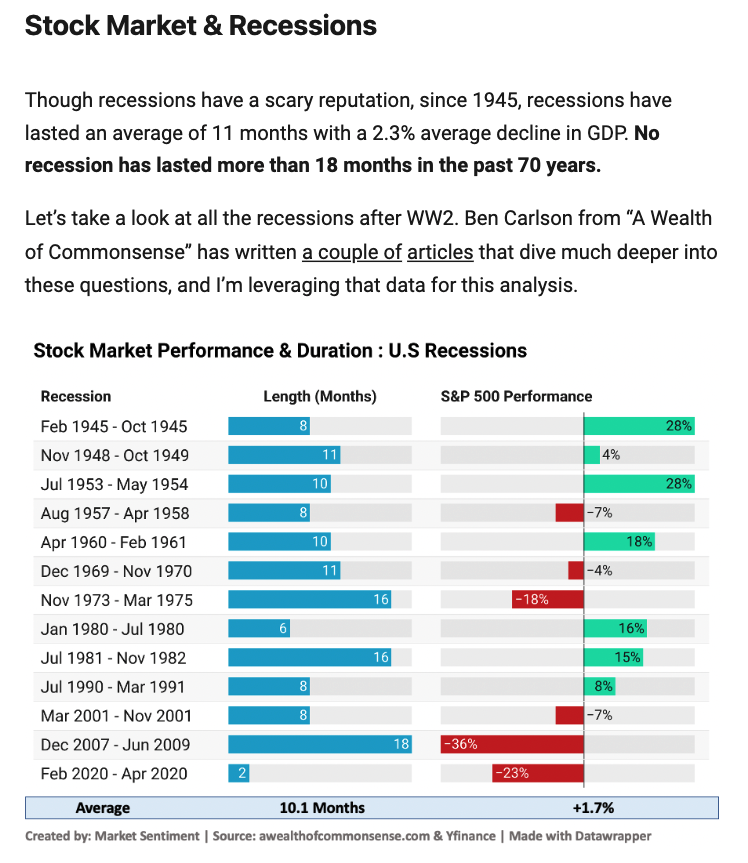 Stock Market & Recessions
Though recessions have a scary reputation, since 1945, recessions have
lasted an average of 11 months with a 2.3% average decline in GDP. No
recession has lasted more than 18 months in the past 70 years.
Let’s take a look at all the recessions after WW2. Ben Carlson from “A Wealth
of Commonsense” has written a couple of articles that dive much deeper into
these questions, and I’m leveraging that data for this analysis.
Stock Market Performance & Duration : U.S Recessions
Recession Length (Months) S&P 500 Performance
Feb 1945 - Oct 1945 8 28%
Nov 1948 - Oct 1949 11 4%
Jul 1953 - May 1954 10 28%
Aug 1957 - Apr 1958 8 −7%
Apr 1960 - Feb 1961 10 18%
Dec 1969 - Nov 1970 11 −4%
Nov 1973 - Mar 1975 16 −18%
Jan 1980 - Jul 1980 6 16%
Jul 1981 - Nov 1982 16 15%
Jul 1990 - Mar 1991 8 8%
Mar 2001 - Nov 2001 8 −7%
Dec 2007 - Jun 2009 18 −36%
Feb 2020 - Apr 2020 2 −23%
Average 10.1 Months +1.7%
Created by: Market Sentiment | Source: awealthofcommonsense.com & Yfinance | Made with Datawrapper